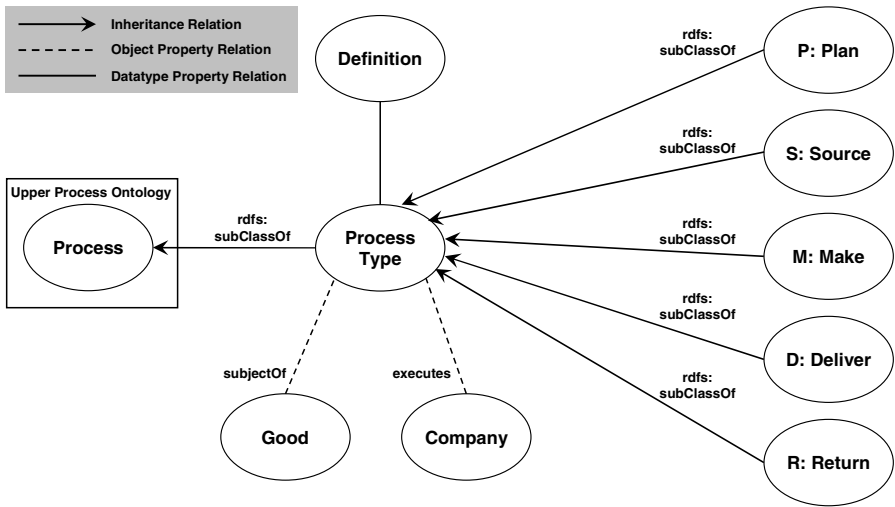 Inheritance Relation
Object Property Relation
Datatype Property Relation
Definition
rdfs:
subClassOf
P: Plan
rdfs:
subClassOf
S: Source
Upper Process Ontology
Process
rdfs:
subClassOf
Process
Type
rdfs:
subClassOf
M: Make
rdfs:
subClassOf
D: Deliver
rdfs:
subClassOf
R: Return
subjectOf
executes
Good
Company